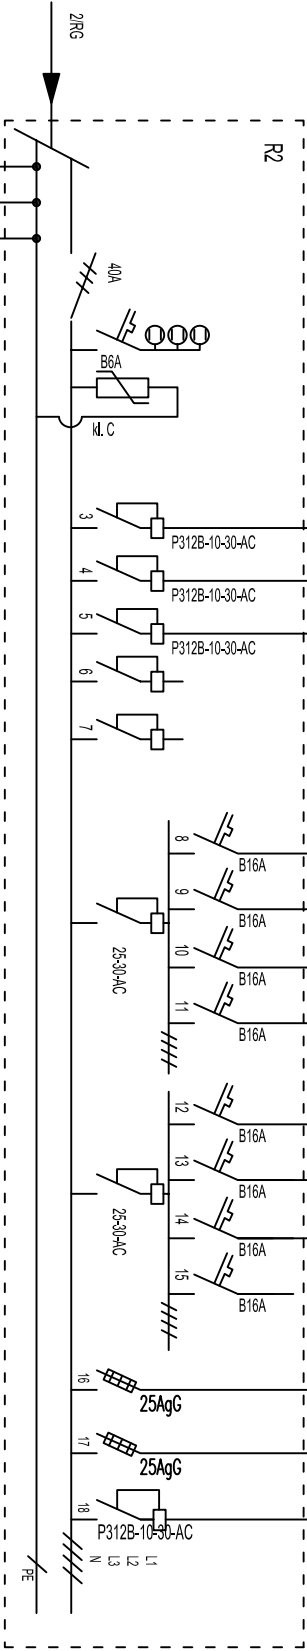 2/RG
R2
40A
B6A
kl. C
3
P312B-10-30-AC
4
P312B-10-30-AC
5
P312B-10-30-AC
6
7
8
B16A
9
B16A
10
B16A
11
B16A
25-30-AC
12
B16A
13
B16A
14
B16A
15
B16A
25-30-AC
16
25AgG
17
25AgG
18
P312B-10-30-AC
L1
L2
L3
N
PE